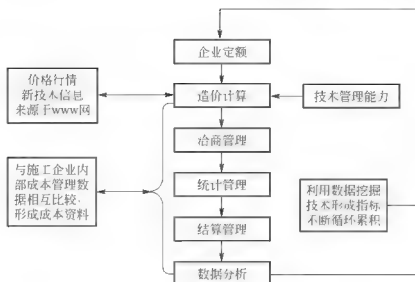 企业定额
价格行情
新技术信息
来源于www网
造价计算
技术管理能力
洽商管理
与施工企业内
部成本管理数
据相互比较，
形成成本资料
统计管理
利用数据挖掘
技术形成指标
不断循环累积
结算管理
数据分析